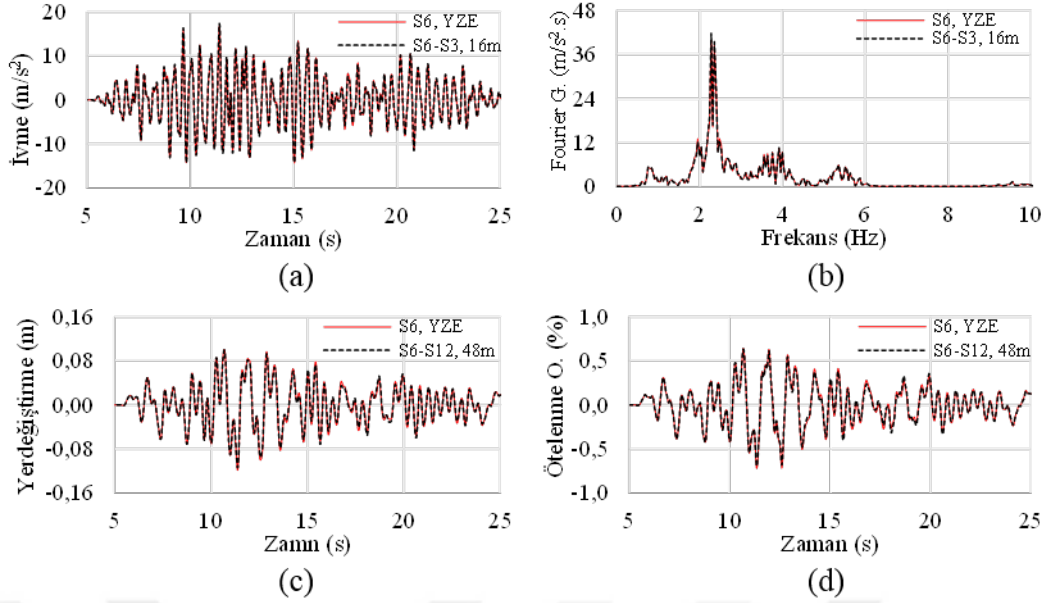 20
10
0
-10
-20
İvme (m/s²)
S6, YZE
S6-S3, 16m
5
10
15
20
25
Zaman (s)
(a)
48
36
24
12
0
Fourier G. (m/s².s)
S6, YZE
S6-S3, 16m
0
2
4
6
8
10
Frekans (Hz)
(b)
0,16
0,08
0,00
-0,08
-0,16
Yerdeğiştirme (m)
S6, YZE
S6-S12, 48m
5
10
15
20
25
Zamn (s)
(c)
1,0
0,5
0,0
-0,5
-1,0
Ötelenme O. (%)
S6, YZE
S6-S12, 48m
5
10
15
20
25
Zaman (s)
(d)